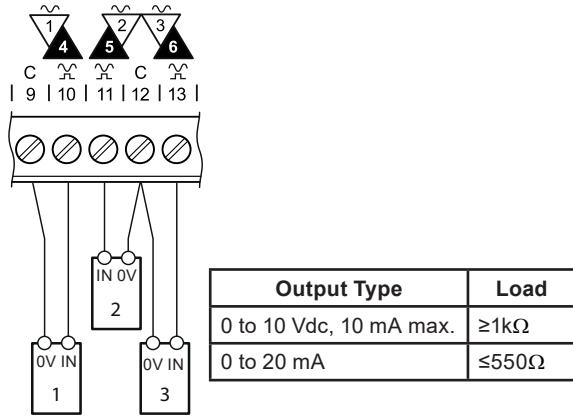 1 2 3
4 5 6
C C
| 9 | 10 | 11 | 12 | 13 |
IN 0V
2
0V IN
1
0V IN
3
Output Type Load
0 to 10 Vdc, 10 mA max. ≥1kΩ
0 to 20 mA ≤550Ω